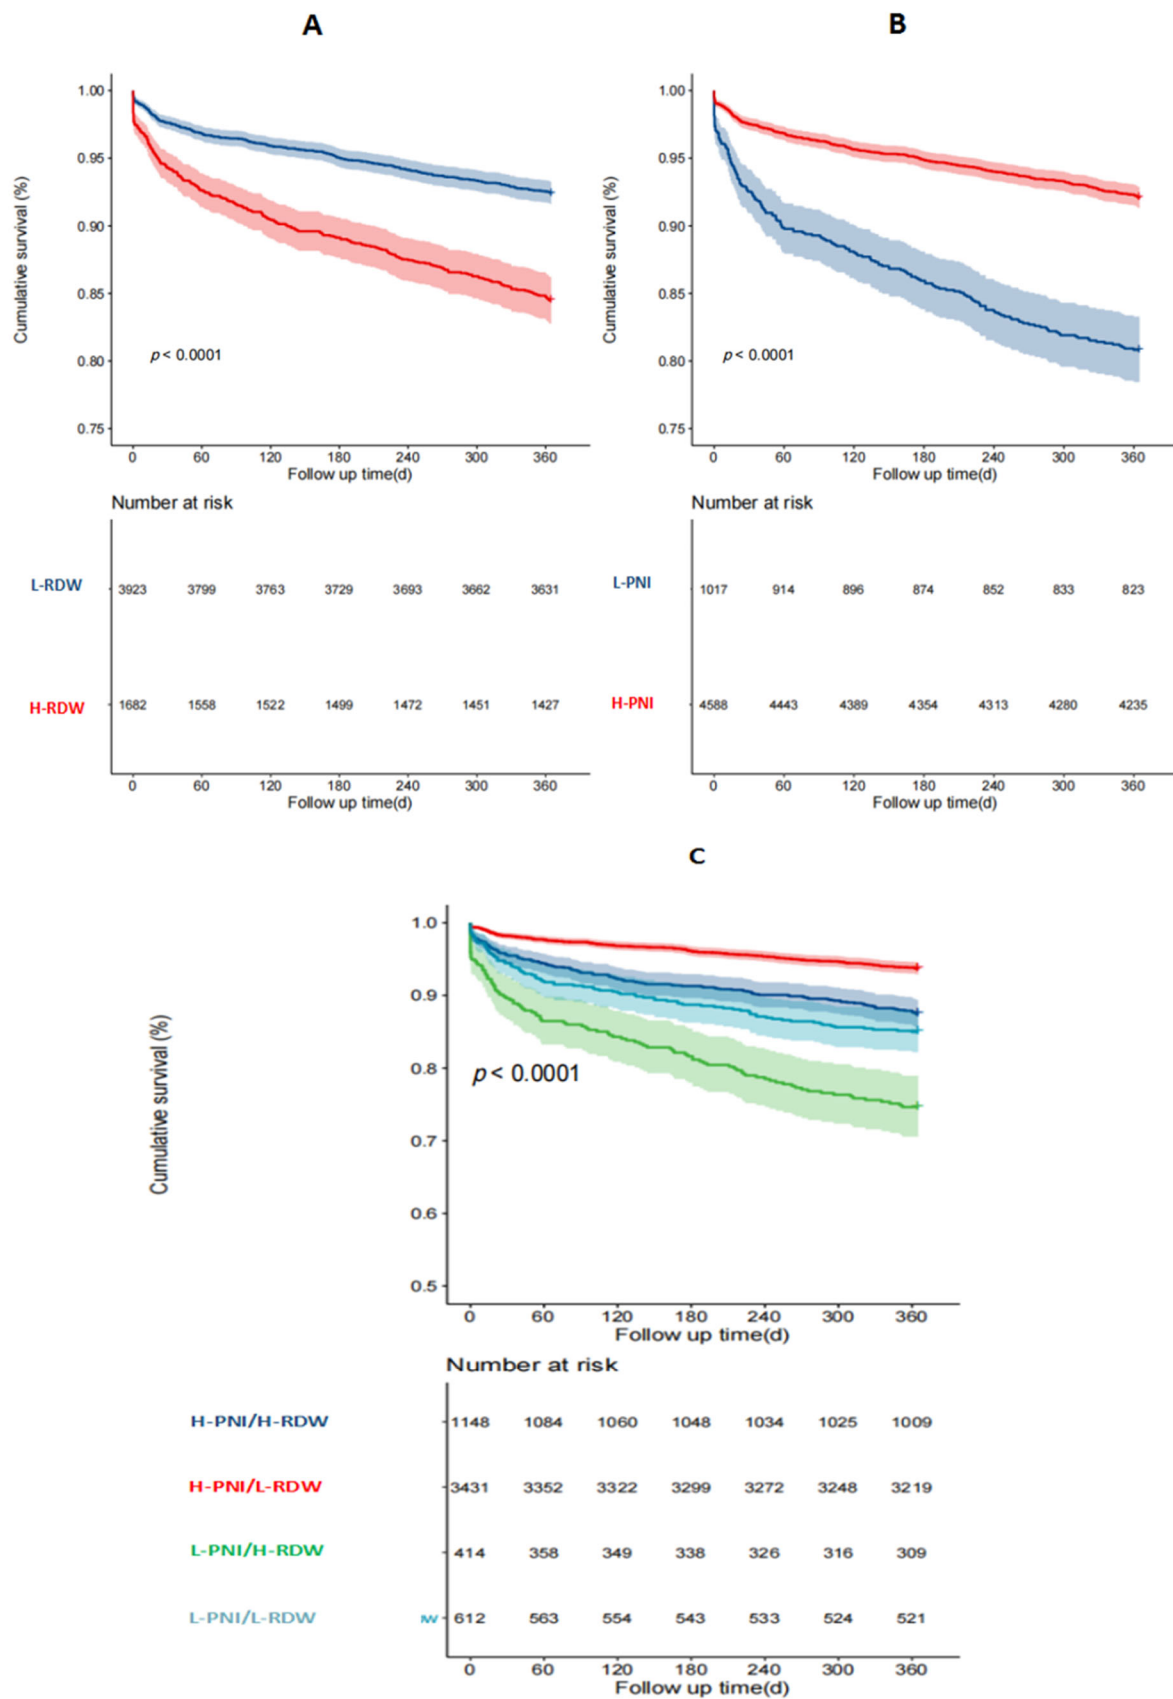 A
1.00
0.95
0.90
0.85
0.80
0.75
Cumulative survival (%)
p < 0.0001
0 60 120 180 240 300 360
Follow up time(d)
Number at risk
L-RDW 3923 3799 3763 3729 3693 3662 3631
H-RDW 1682 1558 1522 1499 1472 1451 1427
0 60 120 180 240 300 360
Follow up time(d)
B
1.00
0.95
0.90
0.85
0.80
0.75
Cumulative survival (%)
p < 0.0001
0 60 120 180 240 300 360
Follow up time(d)
Number at risk
L-PNI 1017 914 896 874 852 833 823
H-PNI 4588 4443 4389 4354 4313 4280 4235
0 60 120 180 240 300 360
Follow up time(d)
C
1.0
0.9
0.8
0.7
0.6
0.5
Cumulative survival (%)
p < 0.0001
0 60 120 180 240 300 360
Follow up time(d)
Number at risk
H-PNI/H-RDW 1148 1084 1060 1048 1034 1025 1009
H-PNI/L-RDW 3431 3352 3322 3299 3272 3248 3219
L-PNI/H-RDW 414 358 349 338 326 316 309
L-PNI/L-RDW 612 563 554 543 533 524 521
0 60 120 180 240 300 360
Follow up time(d)